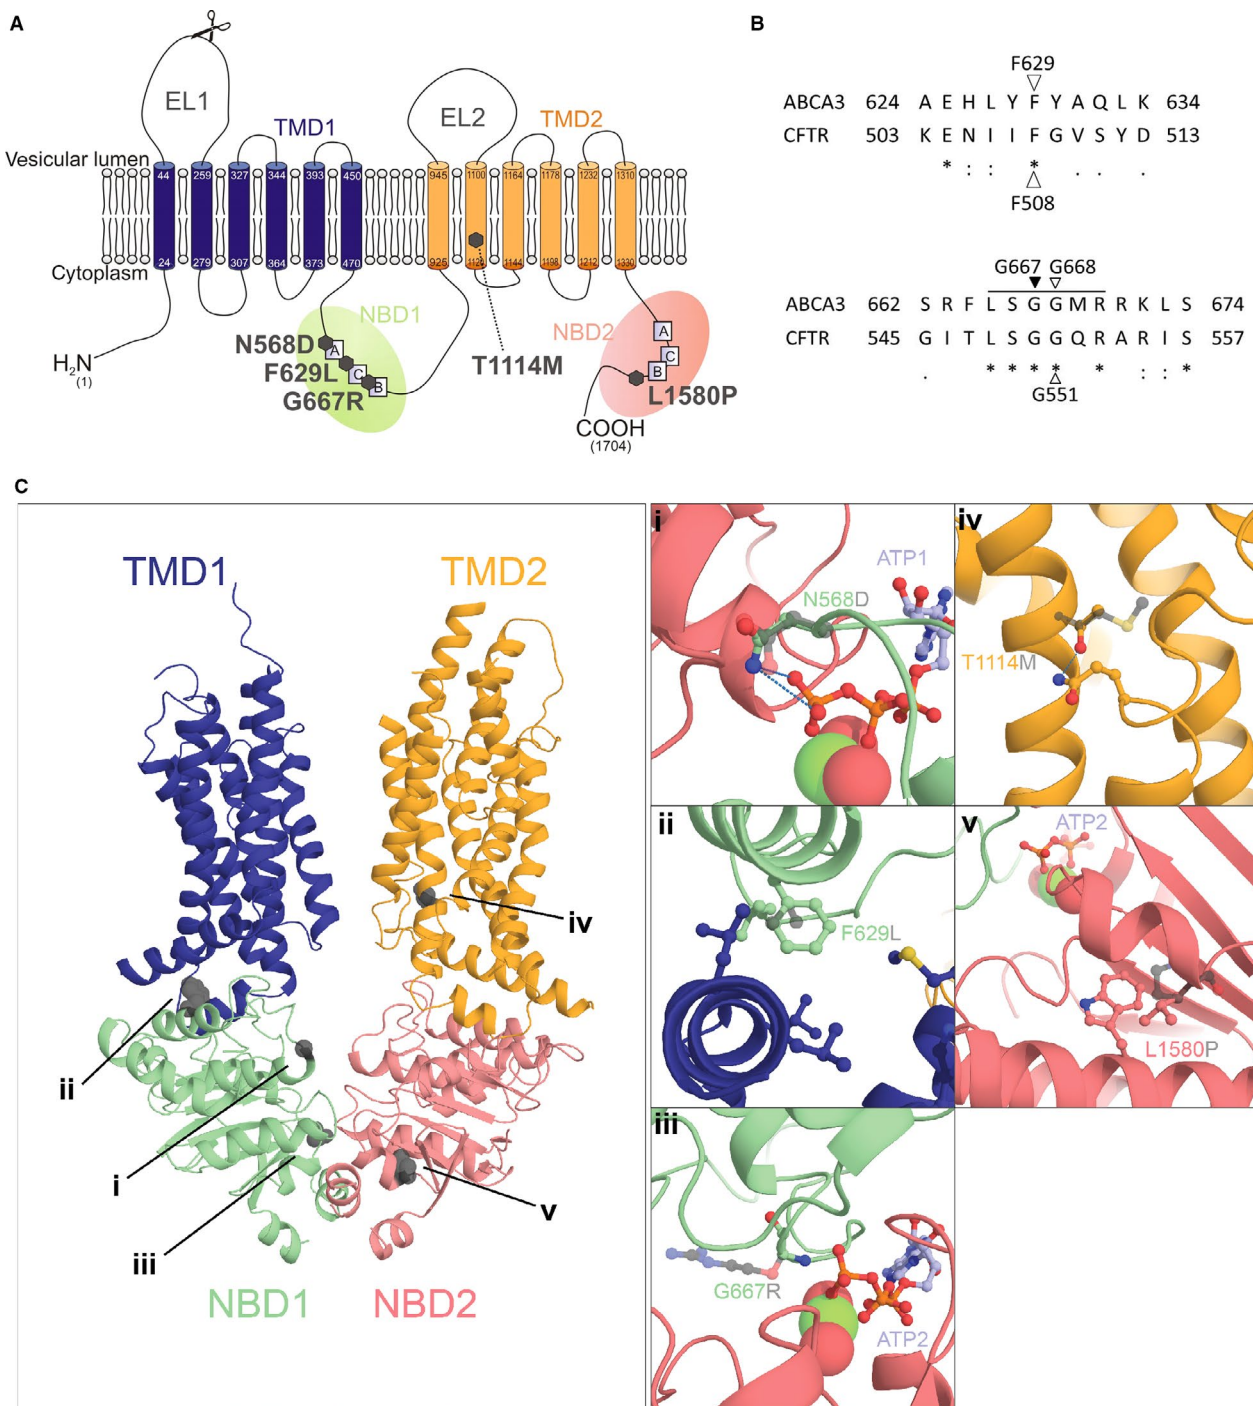 A
EL1
TMD1
EL2
TMD2
Vesicular lumen
44 259 327 344 393 450 945 1100 1164 1178 1232 1310
24 279 307 364 373 470 925 1120 1144 1198 1212 1330
Cytoplasm
NBD1
NBD2
A
N568D
A
T1114M
C
F629L
C
B
G667R
B
L1580P
H2N
(1)
COOH
(1704)
B
F629
ABCA3 624 A E H L Y F Y A Q L K 634
CFTR 503 K E N I I F G V S Y D 513
* : : * . . .
F508
G667 G668
ABCA3 662 S R F L S G G M R R K L S 674
CFTR 545 G I T L S G G Q R A R I S 557
. * * * * * : : *
G551
C
TMD1
TMD2
iv
ii
i
v
iii
NBD1
NBD2
i
ATP1
N568D
iv
T1114M
ii
F629L
v
ATP2
L1580P
iii
G667R
ATP2